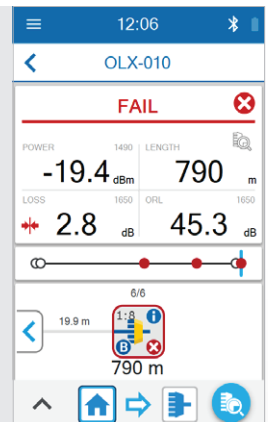 12:06
OLX-010
FAIL
POWER 1490 LENGTH
-19.4 dBm 790 m
LOSS 1650 ORL 1650
2.8 dB 45.3 dB
6/6
19.9 m
1:8
B
790 m